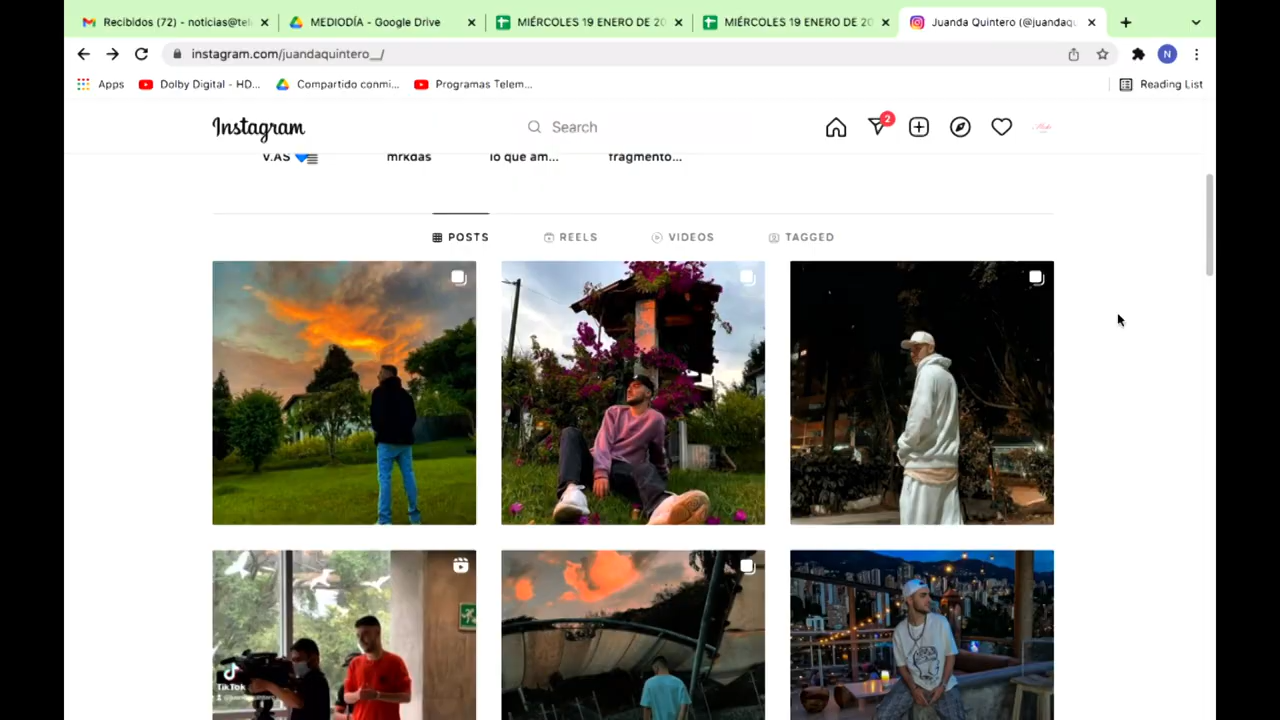 Recibidos (72) - noticias@tel
MEDIODÍA - Google Drive
MIÉRCOLES 19 ENERO DE 20
MIÉRCOLES 19 ENERO DE 20
Juanda Quintero (@juandaqu
instagram.com/juandaquintero__/
N
Apps
Dolby Digital - HD...
Compartido conmi...
Programas Telem...
Reading List
Instagram
Search
2
V.AS
mrkdas
lo que am...
fragmento...
POSTS
REELS
VIDEOS
TAGGED
TikTok